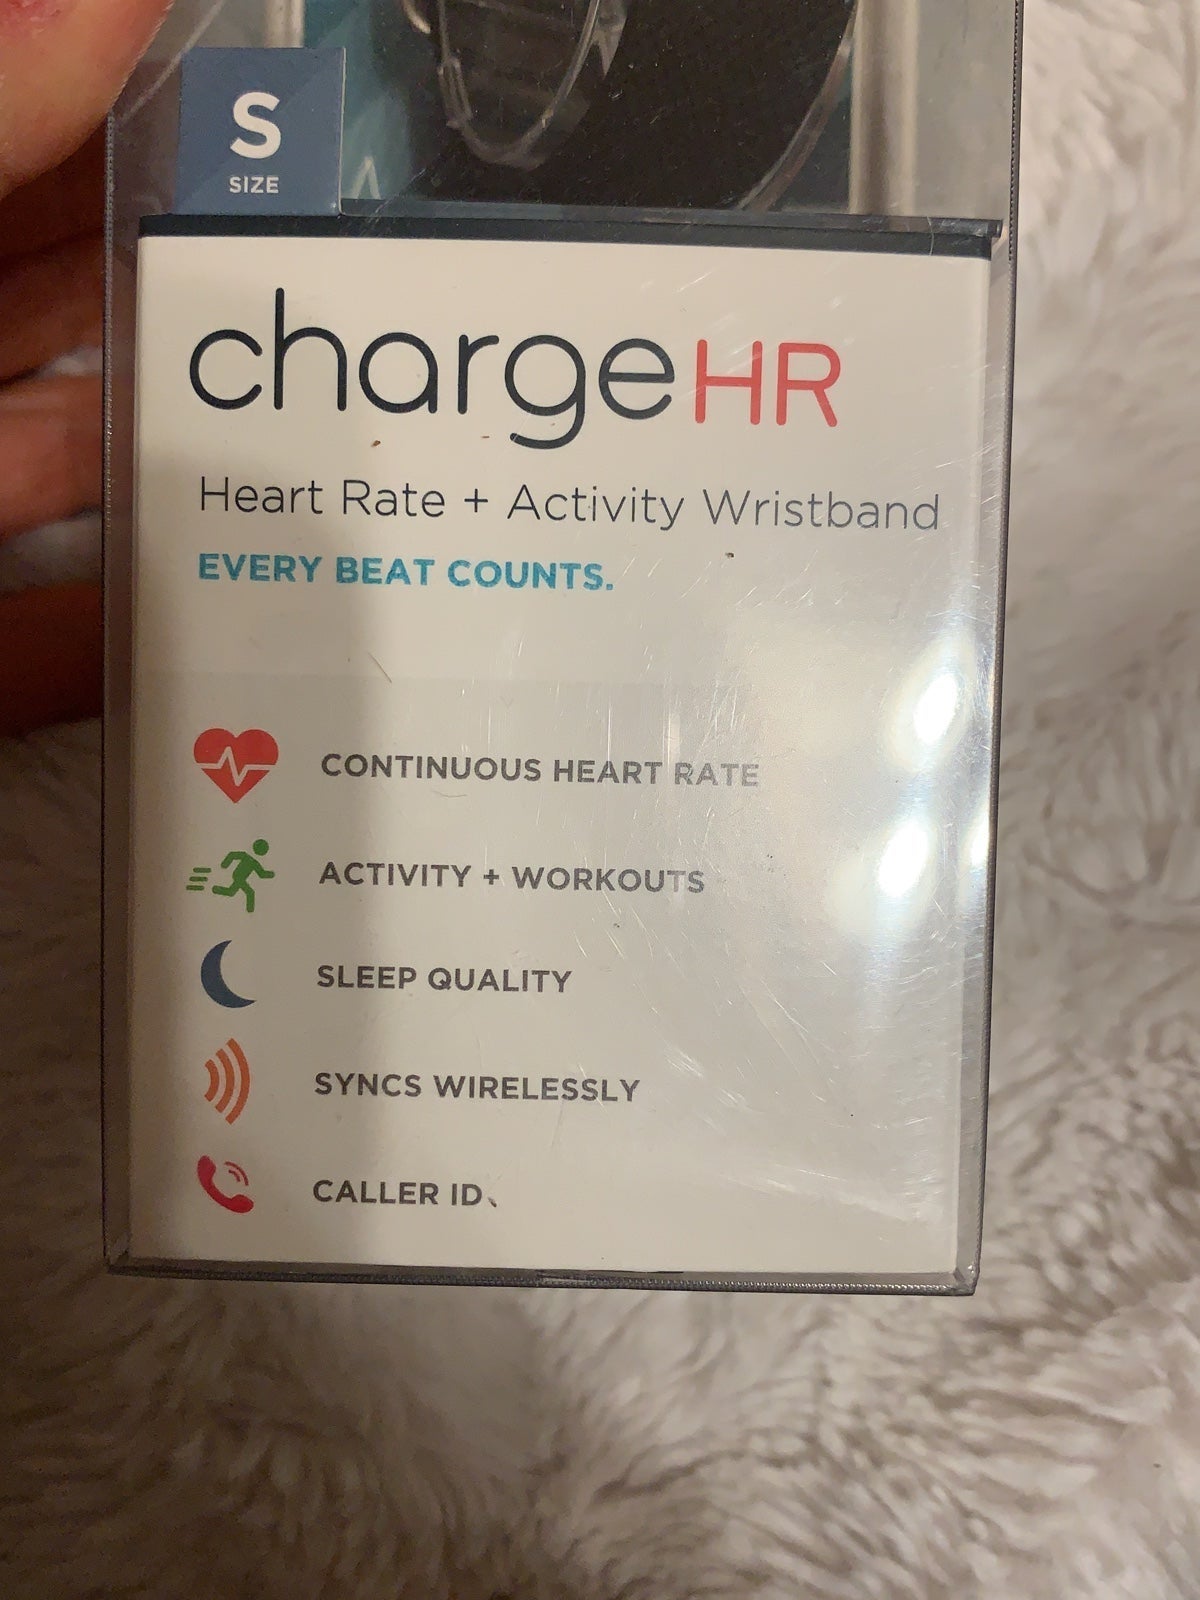 S
SIZE
chargeHR
Heart Rate + Activity Wristband
EVERY BEAT COUNTS.
CONTINUOUS HEART RATE
ACTIVITY + WORKOUTS
SLEEP QUALITY
SYNCS WIRELESSLY
CALLER ID